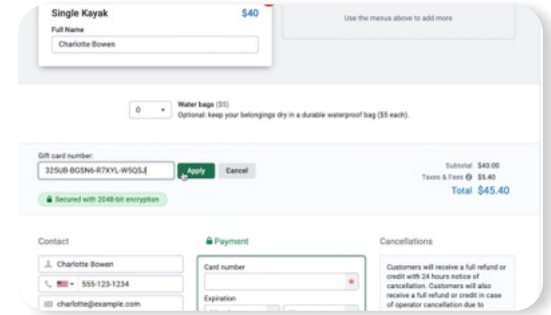 Single Kayak
$40
Full Name
Charlotte Bowen
Use the menus above to add more
0
Water bags ($5)
Optional: keep your belongings dry in a durable waterproof bag ($5 each).
Gift card number:
325UB-BGSN6-R7XYL-W5QSJ
Apply
Cancel
Secured with 2048-bit encryption
Subtotal $40.00
Taxes & Fees $5.40
Total $45.40
Contact
Charlotte Bowen
555-123-1234
charlotte@example.com
Payment
Card number
Expiration
Cancellations
Customers will receive a full refund or
credit with 24 hours notice of
cancellation. Customers will also
receive a full refund or credit in case
of operator cancellation due to